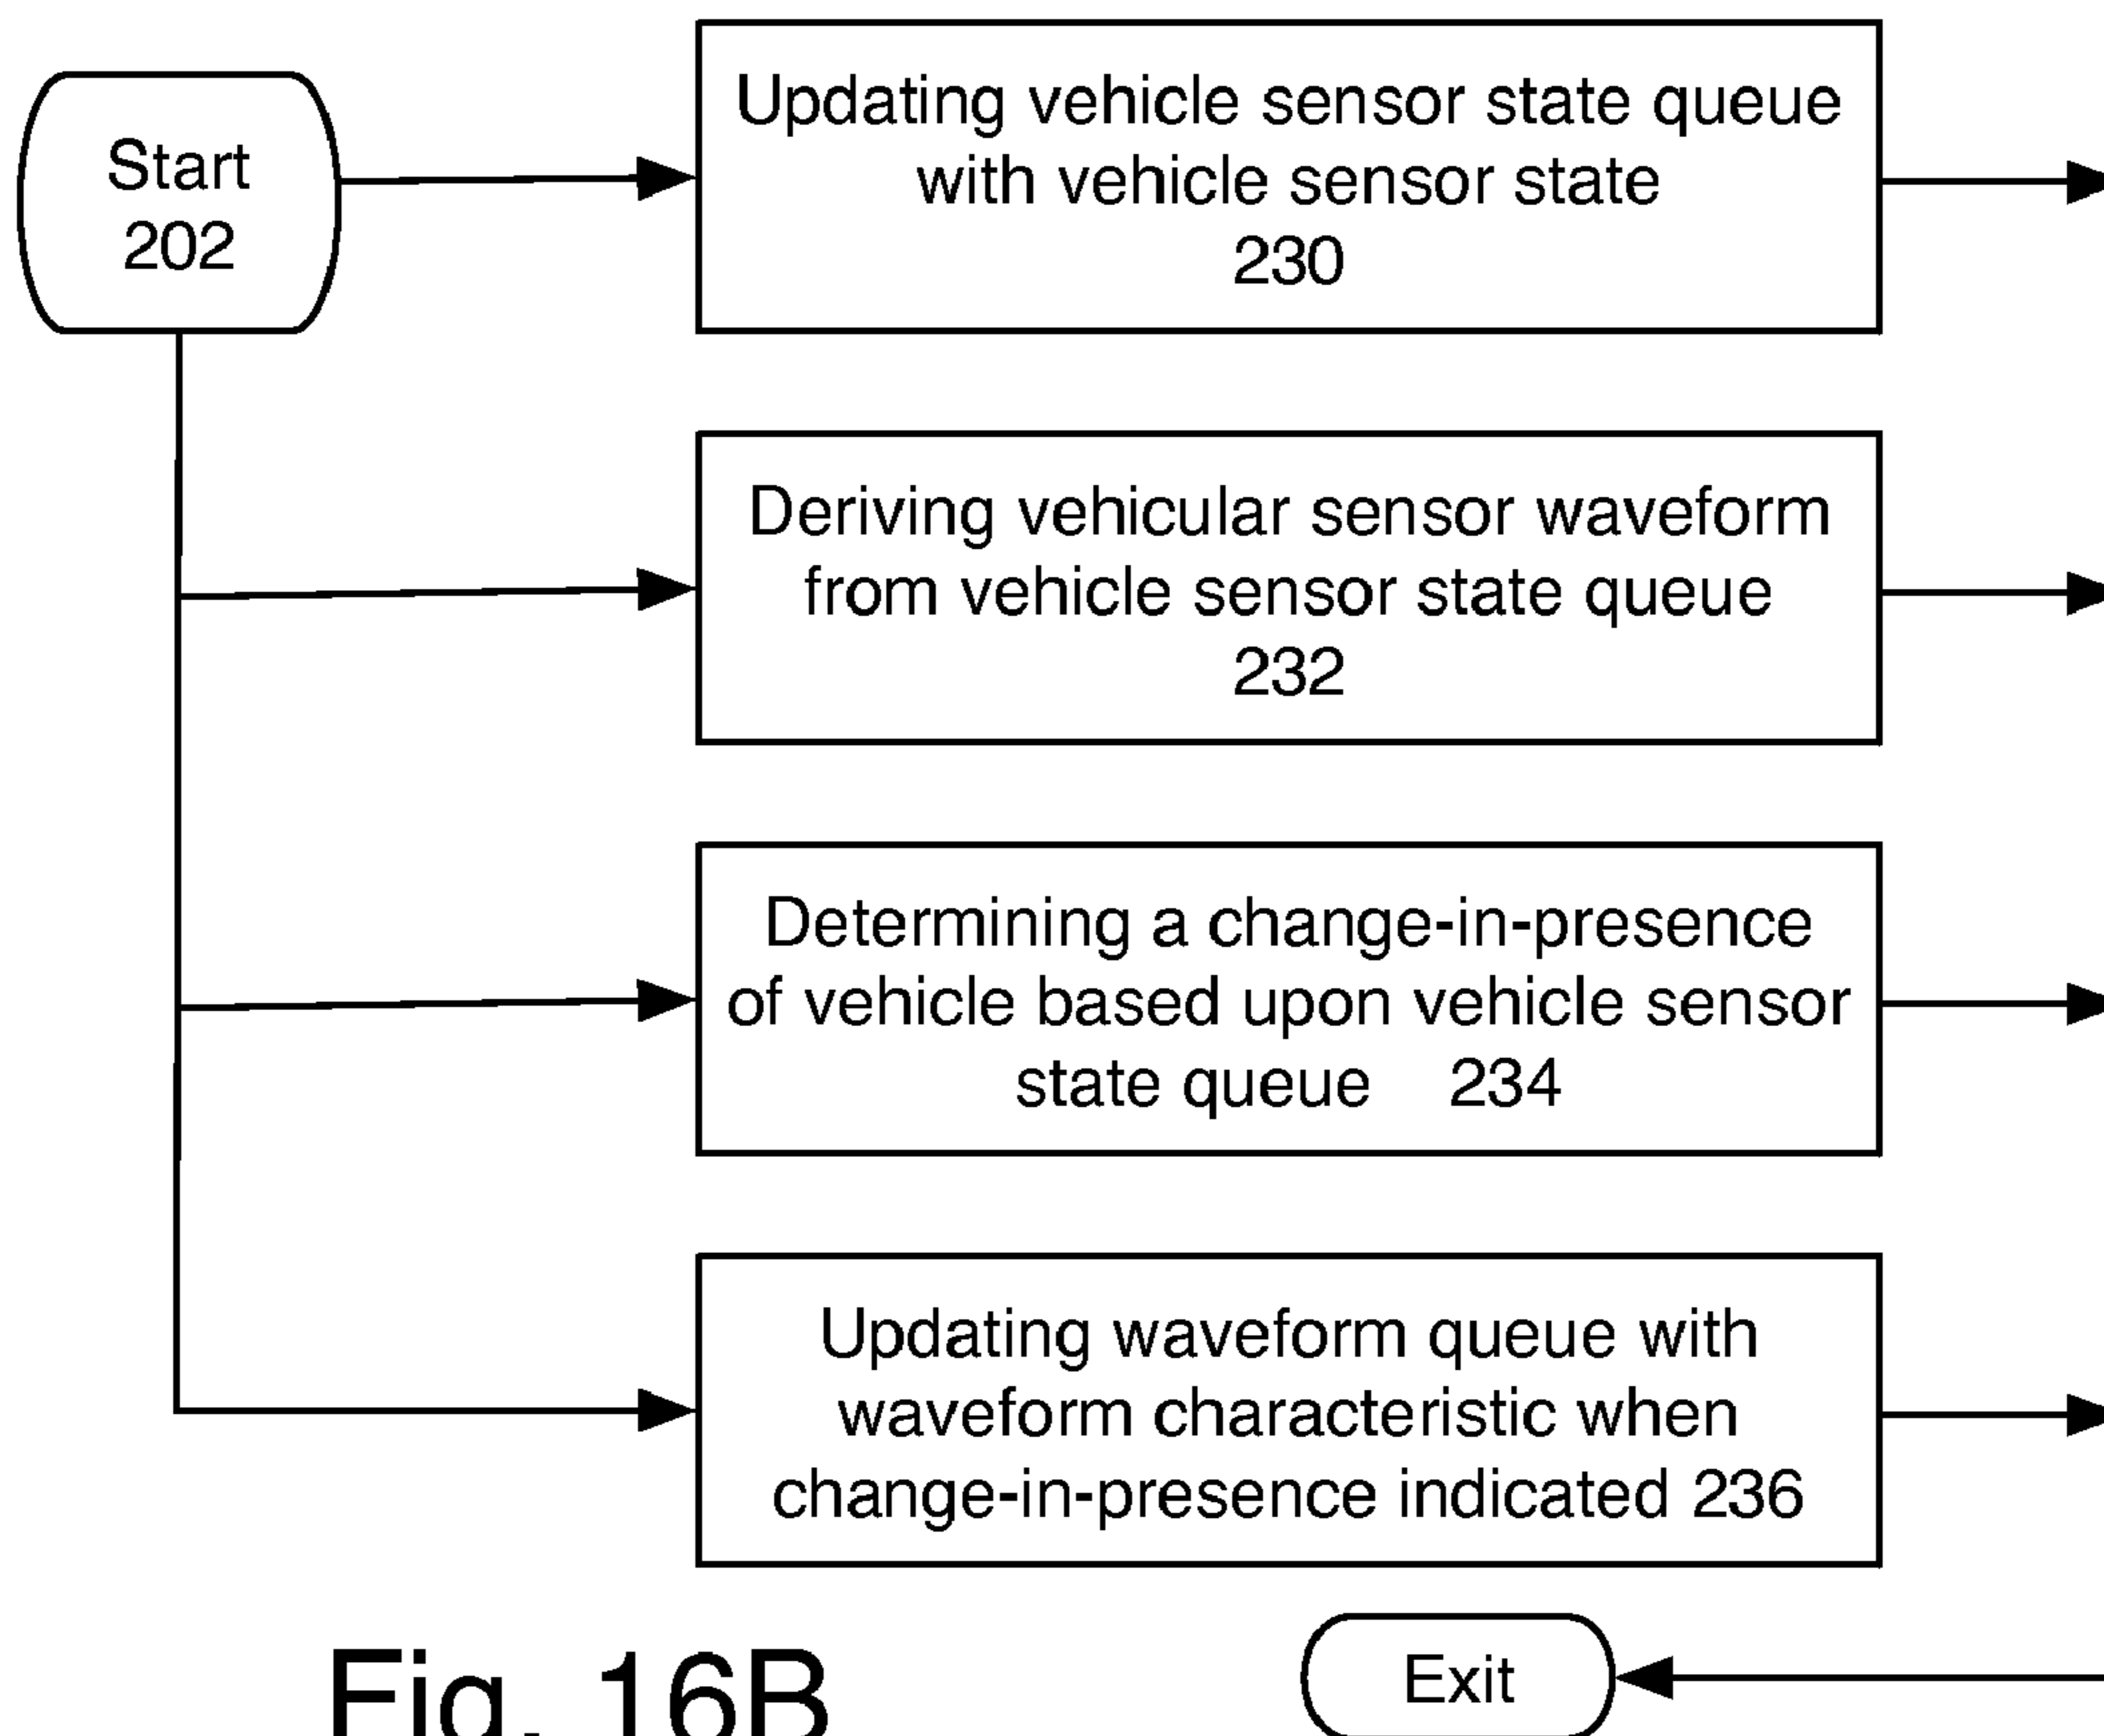 Start
202
Updating vehicle sensor state queue
with vehicle sensor state
230
Deriving vehicular sensor waveform
from vehicle sensor state queue
232
Determining a change-in-presence
of vehicle based upon vehicle sensor
state queue 234
Updating waveform queue with
waveform characteristic when
change-in-presence indicated 236
Exit
Fig. 16B